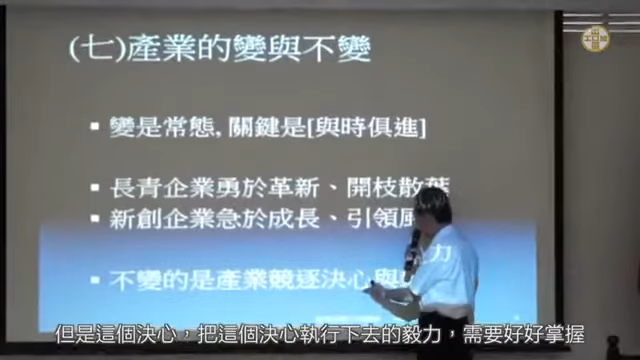 (七)產業的變與不變
▪ 變是常態, 關鍵是[與時俱進]
▪ 長青企業勇於革新、開枝散葉
▪ 新創企業急於成長、引領風
力
▪ 不變的是產業競逐決心與
但是這個決心，把這個決心執行下去的毅力，需要好好掌握